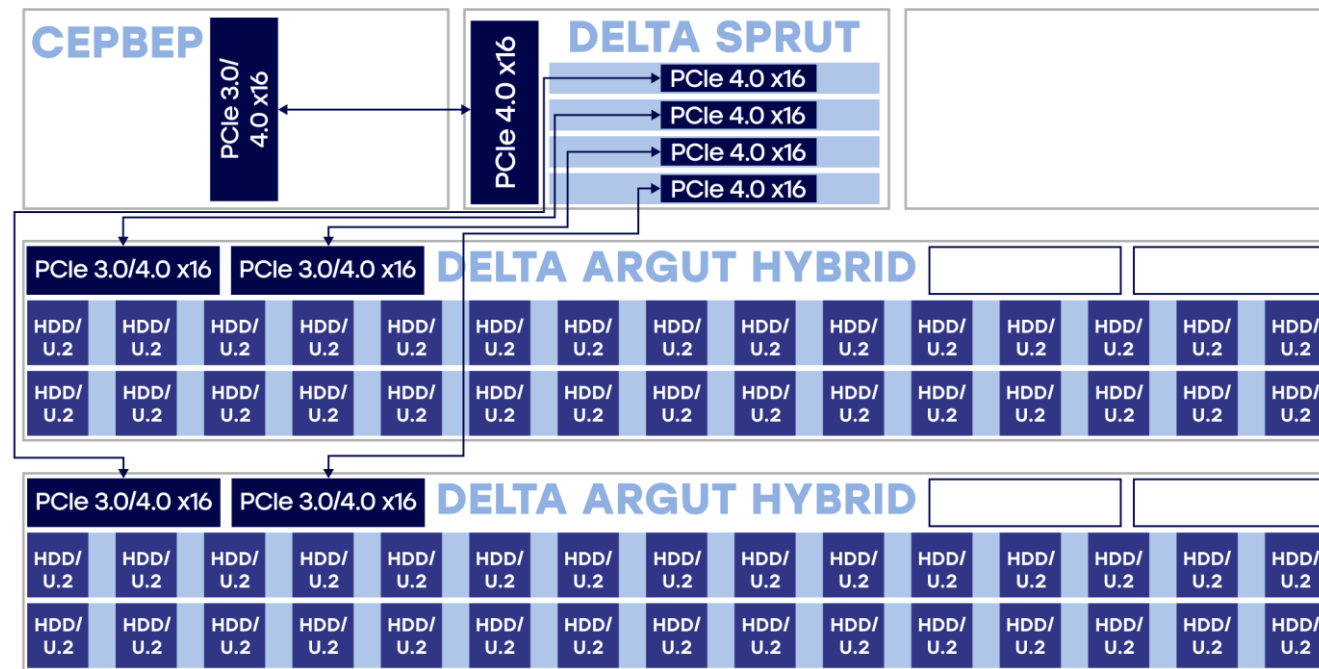 СЕРВЕР
PCIe 3.0/
4.0 x16
PCIe 4.0 x16
DELTA SPRUT
PCIe 4.0 x16
PCIe 4.0 x16
PCIe 4.0 x16
PCIe 4.0 x16
PCIe 3.0/4.0 x16 PCIe 3.0/4.0 x16 DELTA ARGUT HYBRID
HDD/ HDD/ HDD/ HDD/ HDD/ HDD/ HDD/ HDD/ HDD/ HDD/ HDD/ HDD/ HDD/ HDD/ HDD/
U.2 U.2 U.2 U.2 U.2 U.2 U.2 U.2 U.2 U.2 U.2 U.2 U.2 U.2 U.2
HDD/ HDD/ HDD/ HDD/ HDD/ HDD/ HDD/ HDD/ HDD/ HDD/ HDD/ HDD/ HDD/ HDD/ HDD/
U.2 U.2 U.2 U.2 U.2 U.2 U.2 U.2 U.2 U.2 U.2 U.2 U.2 U.2 U.2
PCIe 3.0/4.0 x16 PCIe 3.0/4.0 x16 DELTA ARGUT HYBRID
HDD/ HDD/ HDD/ HDD/ HDD/ HDD/ HDD/ HDD/ HDD/ HDD/ HDD/ HDD/ HDD/ HDD/ HDD/
U.2 U.2 U.2 U.2 U.2 U.2 U.2 U.2 U.2 U.2 U.2 U.2 U.2 U.2 U.2
HDD/ HDD/ HDD/ HDD/ HDD/ HDD/ HDD/ HDD/ HDD/ HDD/ HDD/ HDD/ HDD/ HDD/ HDD/
U.2 U.2 U.2 U.2 U.2 U.2 U.2 U.2 U.2 U.2 U.2 U.2 U.2 U.2 U.2